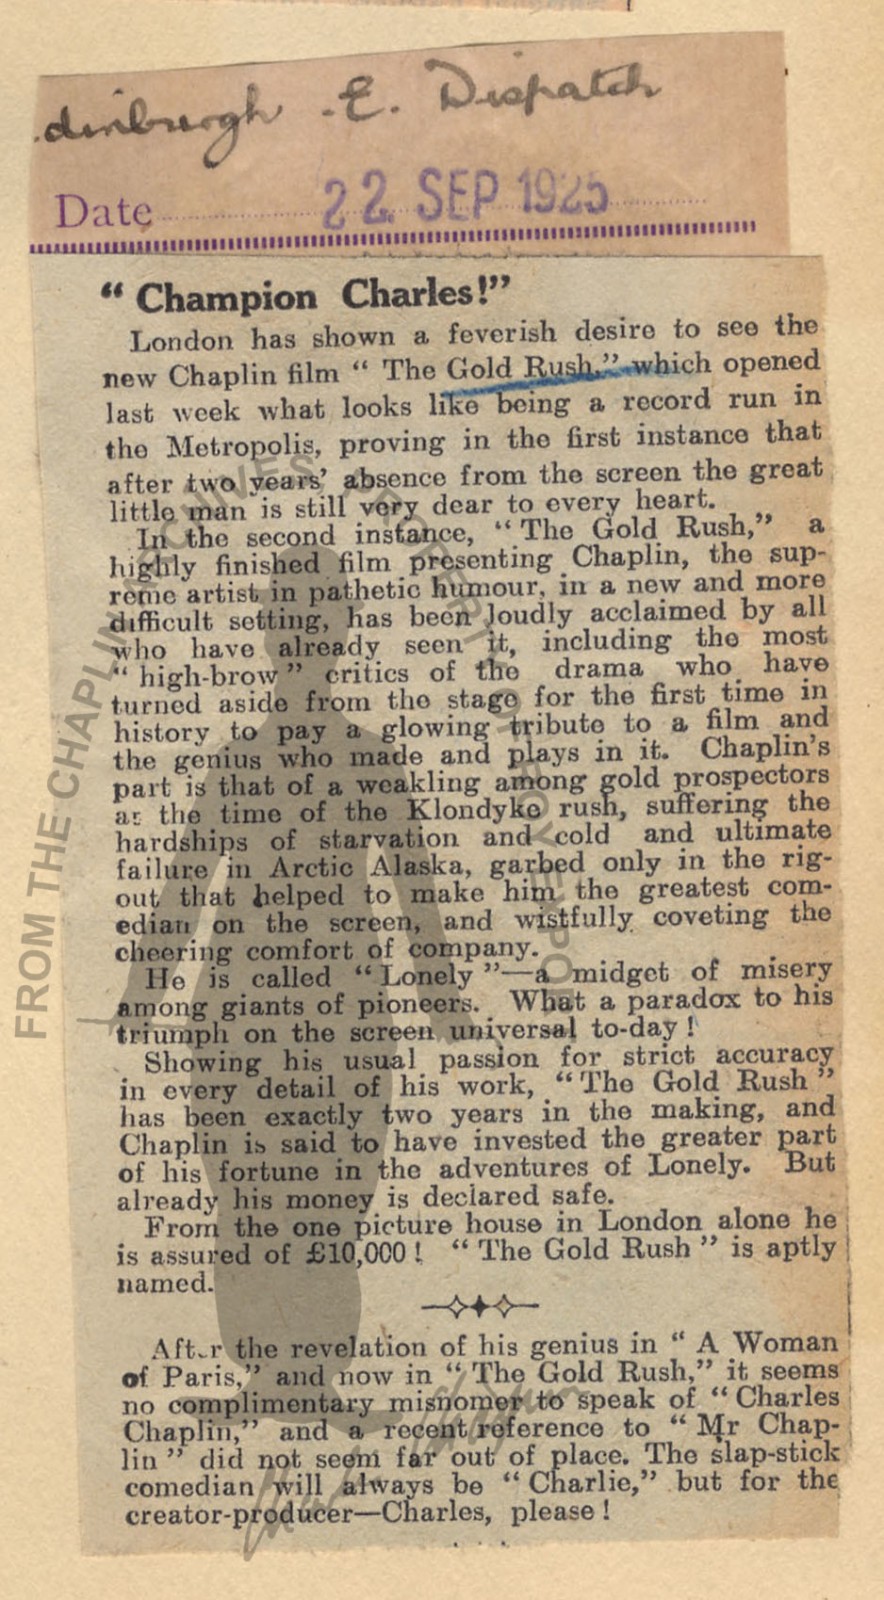 dinburgh .E. Dispatch
Date 22 SEP 1925
“ Champion Charles!”
London has shown a feverish desire to see the
new Chaplin film “ The Gold Rush,” which opened
last week what looks like being a record run in
the Metropolis, proving in the first instance that
after two years’ absence from the screen the great
little man is still very dear to every heart.
In the second instance, “ The Gold Rush,” a
highly finished film presenting Chaplin, the sup-
reme artist in pathetic humour, in a new and more
difficult setting, has been loudly acclaimed by all
who have already seen it, including the most
“ high-brow ” critics of the drama who have
turned aside from the stage for the first time in
history to pay a glowing tribute to a film and
the genius who made and plays in it. Chaplin’s
part is that of a weakling among gold prospectors
at the time of the Klondyke rush, suffering the
hardships of starvation and cold and ultimate
failure in Arctic Alaska, garbed only in the rig-
out that helped to make him the greatest com-
edian on the screen, and wistfully coveting the
cheering comfort of company.
He is called “ Lonely ”—a midget of misery
among giants of pioneers. What a paradox to his
triumph on the screen universal to-day !
Showing his usual passion for strict accuracy
in every detail of his work, “ The Gold Rush ”
has been exactly two years in the making, and
Chaplin is said to have invested the greater part
of his fortune in the adventures of Lonely. But
already his money is declared safe.
From the one picture house in London alone he
is assured of £10,000 ! “ The Gold Rush ” is aptly
named.
After the revelation of his genius in “ A Woman
of Paris,” and now in “ The Gold Rush,” it seems
no complimentary misnomer to speak of “ Charles
Chaplin,” and a recent reference to “ Mr Chap-
lin ” did not seem far out of place. The slap-stick
comedian will always be “ Charlie,” but for the
creator-producer—Charles, please !
FROM THE CHAPLIN ARCHIVES PROPERTY OF ROY EXPORT